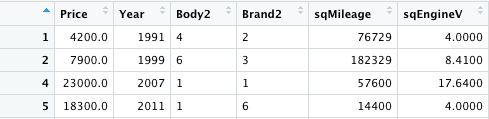 Price Year Body2 Brand2 sqMileage sqEngineV
1 4200.0 1991 4 2 76729 4.0000
2 7900.0 1999 6 3 182329 8.4100
4 23000.0 2007 1 1 57600 17.6400
5 18300.0 2011 1 6 14400 4.0000